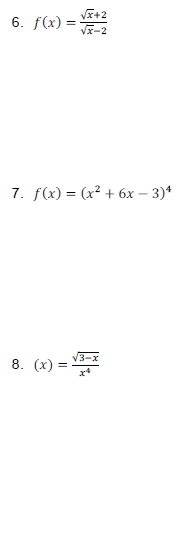 6. f(x) = (√x+2)/(√x−2)
7. f(x) = (x² + 6x − 3)⁴
8. (x) = √(3−x)/x⁴